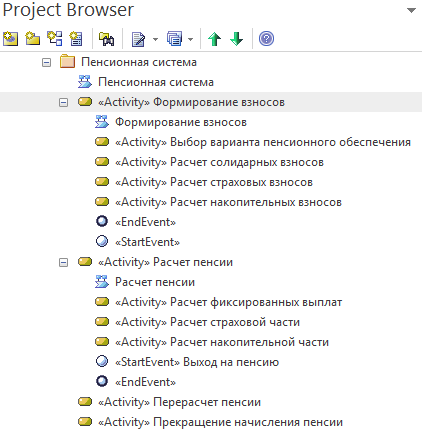 Project Browser
Пенсионная система
Пенсионная система
«Activity» Формирование взносов
Формирование взносов
«Activity» Выбор варианта пенсионного обеспечения
«Activity» Расчет солидарных взносов
«Activity» Расчет страховых взносов
«Activity» Расчет накопительных взносов
«EndEvent»
«StartEvent»
«Activity» Расчет пенсии
Расчет пенсии
«Activity» Расчет фиксированных выплат
«Activity» Расчет страховой части
«Activity» Расчет накопительной части
«StartEvent» Выход на пенсию
«EndEvent»
«Activity» Перерасчет пенсии
«Activity» Прекращение начисления пенсии